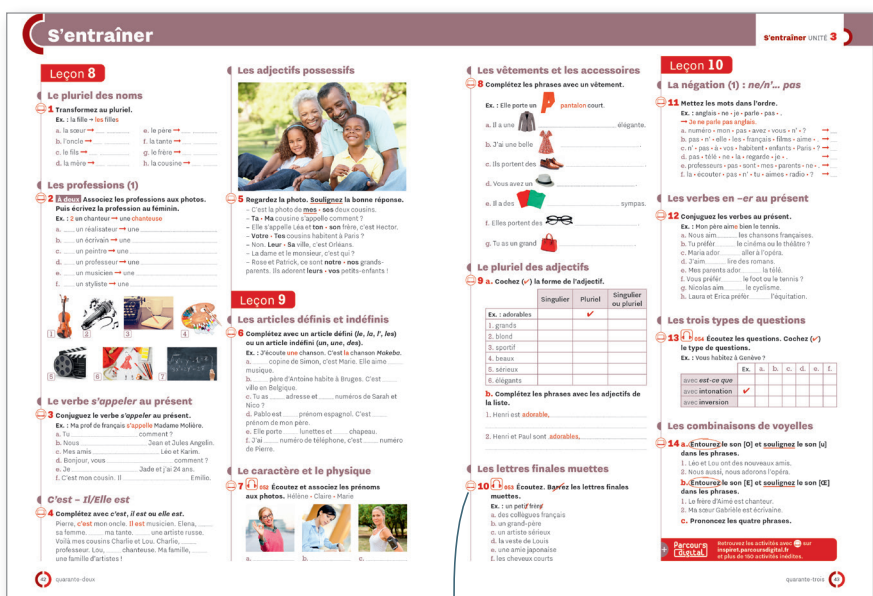 S'entraîner
Leçon 8
Le pluriel des noms
1 Transformez au pluriel.
Ex. : la fille → les filles
a. la sœur →
b. l'oncle →
c. le fils →
d. la mère →
e. le père →
f. la tante →
g. le frère →
h. la cousine →
Les professions (1)
2 À deux Associez les professions aux photos.
Puis écrivez la profession au féminin.
Ex. : 2 un chanteur → une chanteuse
a. un réalisateur → une
b. un écrivain → une
c. un peintre → une
d. un professeur → une
e. un musicien → une
f. un styliste → une
1
2
3
4
5
6
7
Le verbe s'appeler au présent
3 Conjuguez le verbe s'appeler au présent.
Ex. : Ma prof de français s'appelle Madame Molière.
a. Tu comment ?
b. Nous Jean et Jules Angelin.
c. Mes amis Léo et Karim.
d. Bonjour, vous comment ?
e. Je Jade et j'ai 24 ans.
f. C'est mon cousin. Il Emilio.
C'est – Il/Elle est
4 Complétez avec c'est, il est ou elle est.
Pierre, c'est mon oncle. Il est musicien. Elena,
sa femme. ma tante. une artiste russe.
Voilà mes cousins Charlie et Lou. Charlie,
professeur. Lou, chanteuse. Ma famille,
une famille d'artistes !
42 quarante-deux
Les adjectifs possessifs
5 Regardez la photo. Soulignez la bonne réponse.
– C'est la photo de mes • ses deux cousins.
– Ta • Ma cousine s'appelle comment ?
– Elle s'appelle Léa et ton • son frère, c'est Hector.
– Votre • Tes cousins habitent à Paris ?
– Non. Leur • Sa ville, c'est Orléans.
– La dame et le monsieur, c'est qui ?
– Rose et Patrick, ce sont notre • nos grands-
parents. Ils adorent leurs • vos petits-enfants !
Leçon 9
Les articles définis et indéfinis
6 Complétez avec un article défini (le, la, l', les)
ou un article indéfini (un, une, des).
Ex. : J'écoute une chanson. C'est la chanson Makeba.
a. copine de Simon, c'est Marie. Elle aime
musique.
b. père d'Antoine habite à Bruges. C'est
ville en Belgique.
c. Tu as adresse et numéros de Sarah et
Nico ?
d. Pablo est prénom espagnol. C'est
prénom de mon père.
e. Elle porte lunettes et chapeau.
f. J'ai numéro de téléphone, c'est numéro
de Pierre.
Le caractère et le physique
7 052 Écoutez et associez les prénoms
aux photos. Hélène • Claire • Marie
a.
b.
c.
S'entraîner UNITÉ 3
Les vêtements et les accessoires
8 Complétez les phrases avec un vêtement.
Ex. : Elle porte un pantalon court.
a. Il a une élégante.
b. J'ai une belle .
c. Ils portent des .
d. Vous avez un .
e. Il a des sympas.
f. Elles portent des .
g. Tu as un grand .
Le pluriel des adjectifs
9 a. Cochez (✓) la forme de l'adjectif.
Singulier Pluriel Singulier ou pluriel
Ex. : adorables ✓
1. grands
2. blond
3. sportif
4. beaux
5. sérieux
6. élégants
b. Complétez les phrases avec les adjectifs de
la liste.
1. Henri est adorable,
2. Henri et Paul sont adorables,
Les lettres finales muettes
10 053 Écoutez. Barrez les lettres finales
muettes.
Ex. : un petit frère
a. des collègues français
b. un grand-père
c. un artiste sérieux
d. la veste de Louis
e. une amie japonaise
f. les cheveux courts
Leçon 10
La négation (1) : ne/n'... pas
11 Mettez les mots dans l'ordre.
Ex. : anglais • ne • je • parle • pas • .
→ Je ne parle pas anglais.
a. numéro • mon • pas • avez • vous • n' • ? →
b. pas • n' • elle • les • français • films • aime • . →
c. n' • pas • à • vos • habitent • enfants • Paris • ? →
d. pas • télé • ne • la • regarde • je • . →
e. professeurs • pas • sont • mes • parents • ne • . →
f. la • écouter • pas • n' • tu • aimes • radio • ? →
Les verbes en –er au présent
12 Conjuguez les verbes au présent.
Ex. : Mon père aime bien le tennis.
a. Nous aim les chansons françaises.
b. Tu préfèr le cinéma ou le théâtre ?
c. Maria ador aller à l'opéra.
d. J'aim lire des romans.
e. Mes parents ador la télé.
f. Vous préfér le foot ou le tennis ?
g. Nicolas aim le cyclisme.
h. Laura et Erica préfèr l'équitation.
Les trois types de questions
13 054 Écoutez les questions. Cochez (✓)
le type de questions.
Ex. : Vous habitez à Genève ?
Ex. a. b. c. d. e. f.
avec est-ce que
avec intonation ✓
avec inversion
Les combinaisons de voyelles
14 a. Entourez le son [O] et soulignez le son [u]
dans les phrases.
1. Léo et Lou ont des nouveaux amis.
2. Nous aussi, nous adorons l'opéra.
b. Entourez le son [E] et soulignez le son [Œ]
dans les phrases.
1. Le frère d'Aimé est chanteur.
2. Ma sœur Gabrièle est écrivaine.
c. Prononcez les quatre phrases.
Parcours digital
Retrouvez les activités avec sur
inspire1.parcoursdigital.fr
et plus de 150 activités inédites.
quarante-trois 43